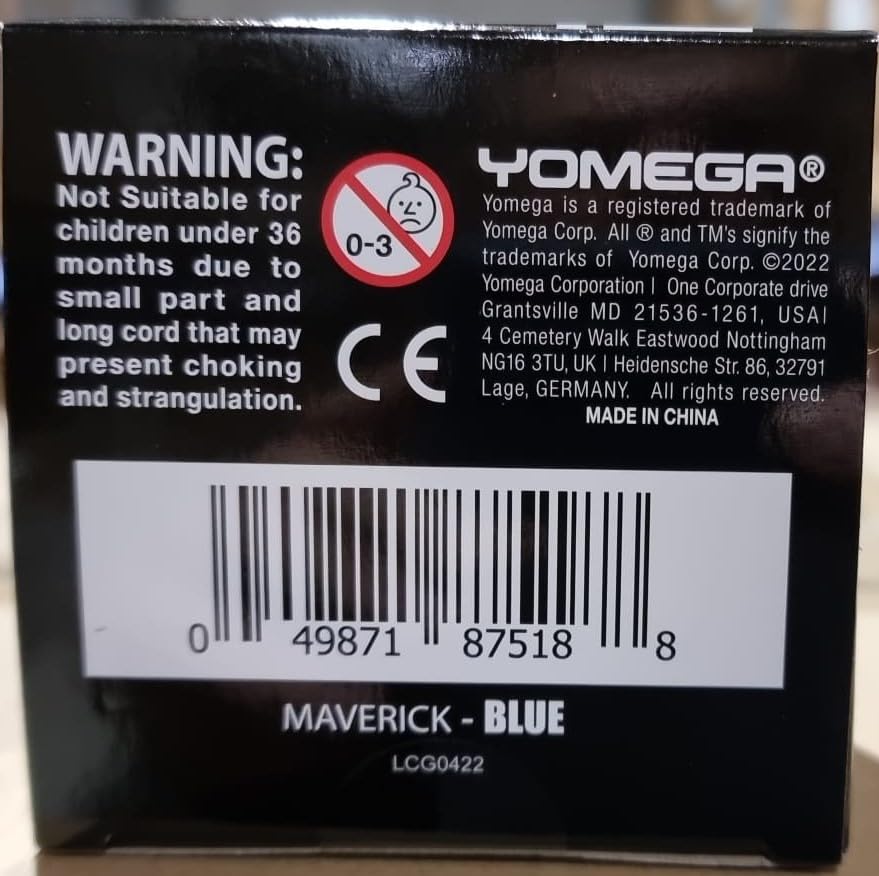 WARNING:
Not Suitable for
children under 36
months due to
small part and
long cord that may
present choking
and strangulation.
0-3
CE
YOMEGA®
Yomega is a registered trademark of
Yomega Corp. All ® and TM's signify the
trademarks of Yomega Corp. ©2022
Yomega Corporation | One Corporate drive
Grantsville MD 21536-1261, USA|
4 Cemetery Walk Eastwood Nottingham
NG16 3TU, UK | Heidensche Str. 86, 32791
Lage, GERMANY. All rights reserved.
MADE IN CHINA
0 49871 87518 8
MAVERICK - BLUE
LCG0422